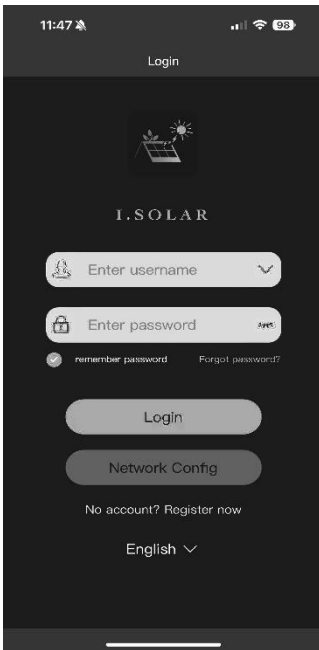 11:47
98
Login
I.SOLAR
Enter username
Enter password
remember password
Forgot password?
Login
Network Config
No account? Register now
English